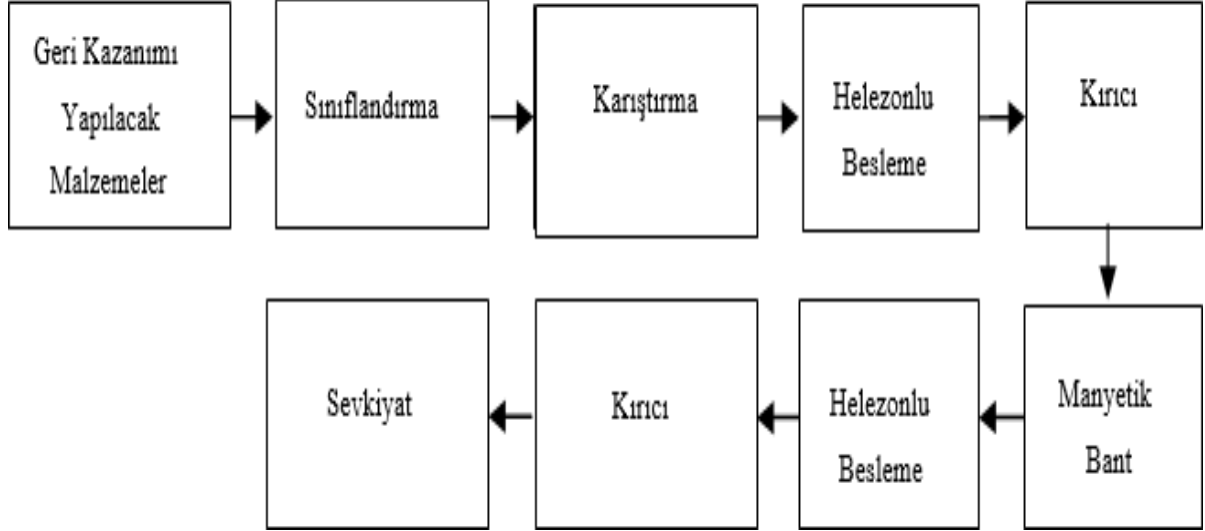 Geri Kazanımı
Yapılacak
Malzemeler
Sınıflandırma
Karıştırma
Helezonlu
Besleme
Kırıcı
Manyetik
Bant
Helezonlu
Besleme
Kırıcı
Sevkiyat